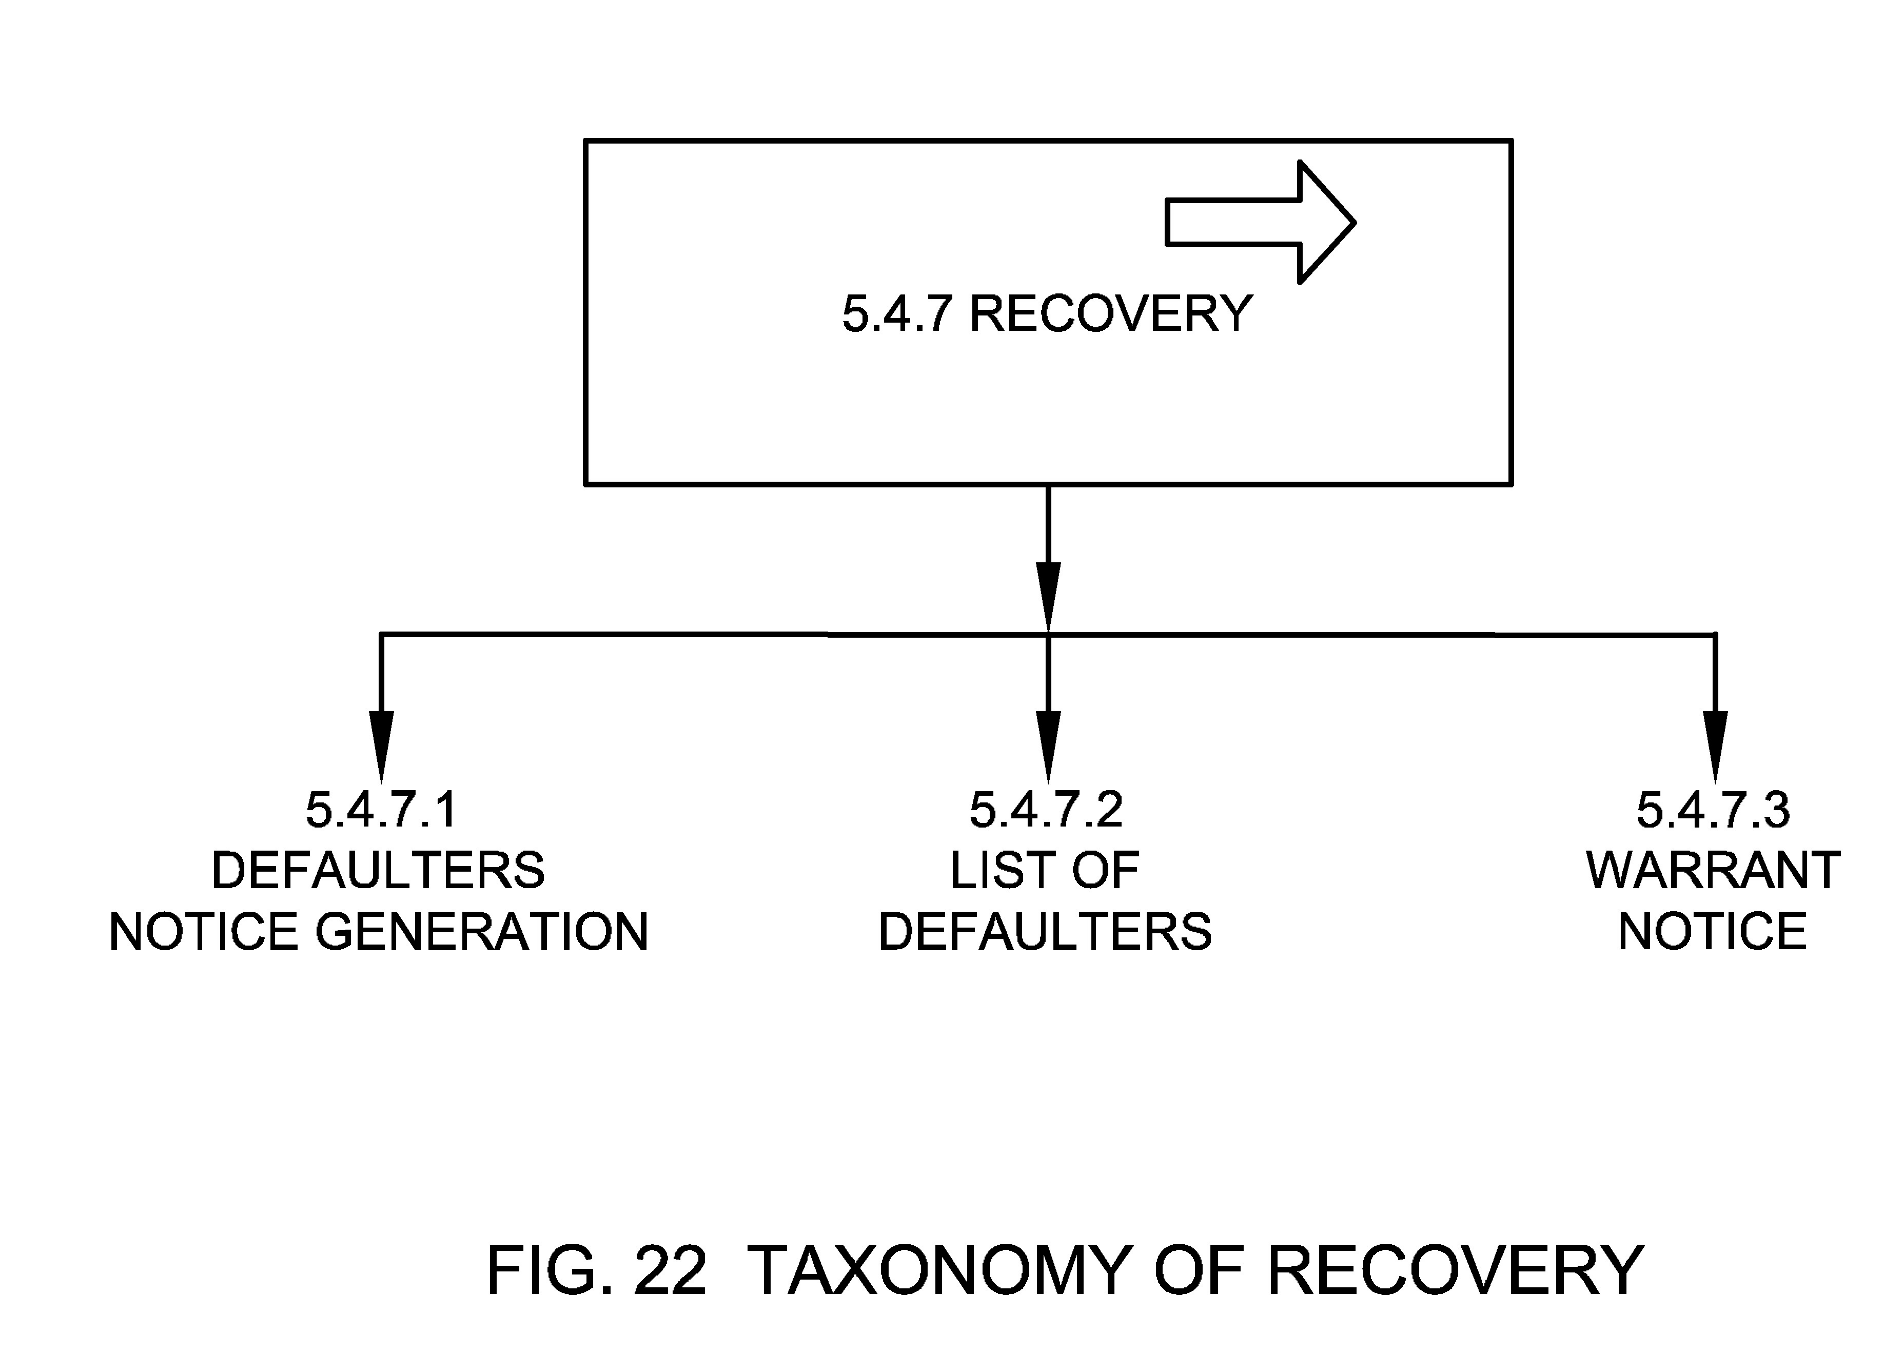 5.4.7 RECOVERY
5.4.7.1
DEFAULTERS
NOTICE GENERATION
5.4.7.2
LIST OF
DEFAULTERS
5.4.7.3
WARRANT
NOTICE
FIG. 22 TAXONOMY OF RECOVERY